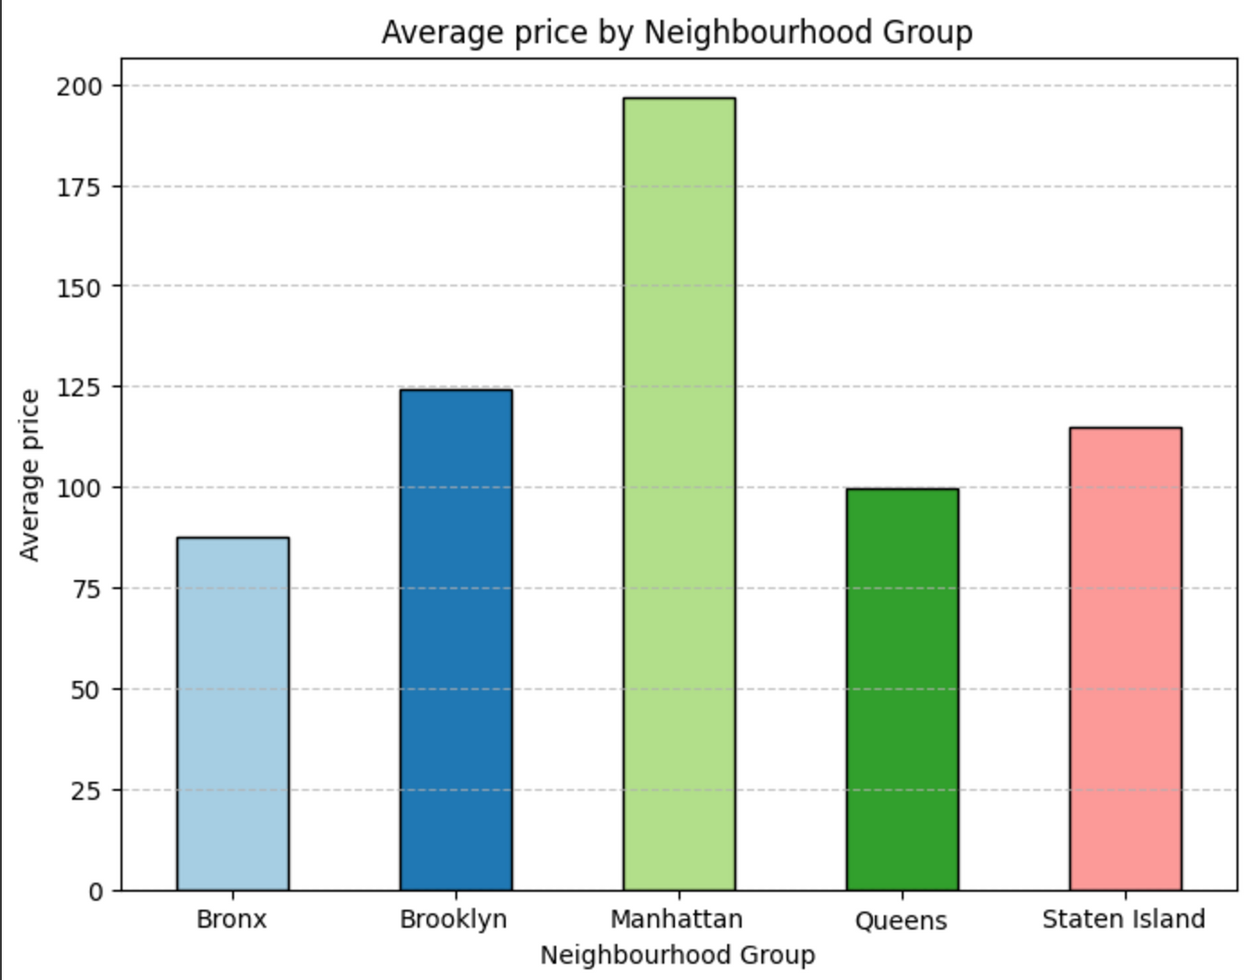 Average price by Neighbourhood Group
200
175
150
125
100
75
50
25
0
Average price
Bronx
Brooklyn
Manhattan
Queens
Staten Island
Neighbourhood Group